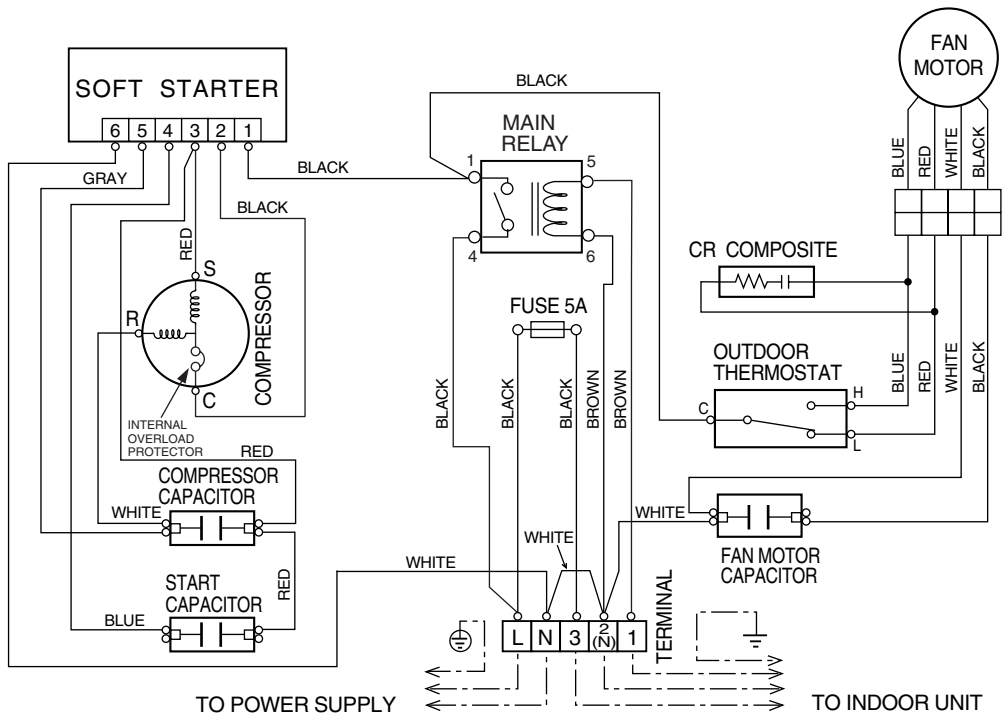 FAN
MOTOR
SOFT STARTER
6 5 4 3 2 1
BLACK
MAIN
RELAY
1
5
4
6
BLUE
RED
WHITE
BLACK
GRAY
BLACK
BLACK
RED
S
R
C
COMPRESSOR
INTERNAL
OVERLOAD
PROTECTOR
CR COMPOSITE
FUSE 5A
OUTDOOR
THERMOSTAT
C
H
L
BLUE
RED
WHITE
BLACK
BLACK
BLACK
BLACK
BROWN
BROWN
RED
COMPRESSOR
CAPACITOR
WHITE
WHITE
FAN MOTOR
CAPACITOR
WHITE
WHITE
START
CAPACITOR
RED
BLUE
L N 3 2 1
(N)
TERMINAL
TO POWER SUPPLY
TO INDOOR UNIT